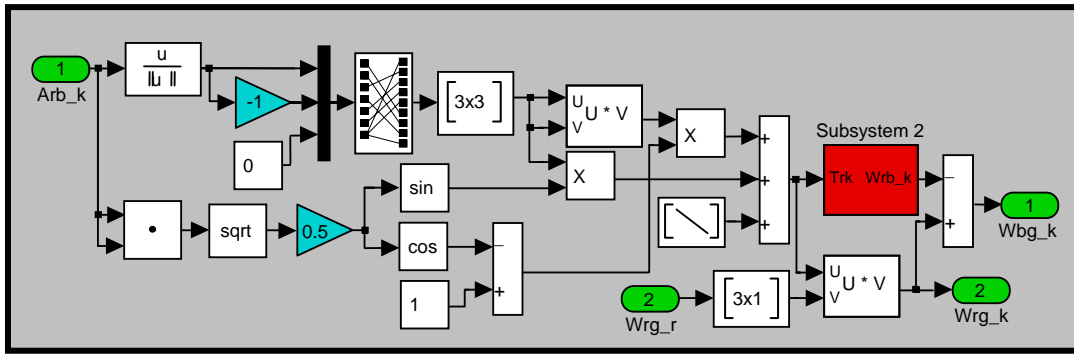 1
Arb_k
u
||u ||
-1
0
3x3
U
V
U * V
X
X
sin
cos
1
sqrt
0.5
+
+
+
−
+
Subsystem 2
Trk Wrb_k
−
+
1
Wbg_k
2
Wrg_r
3x1
U
V
U * V
2
Wrg_k